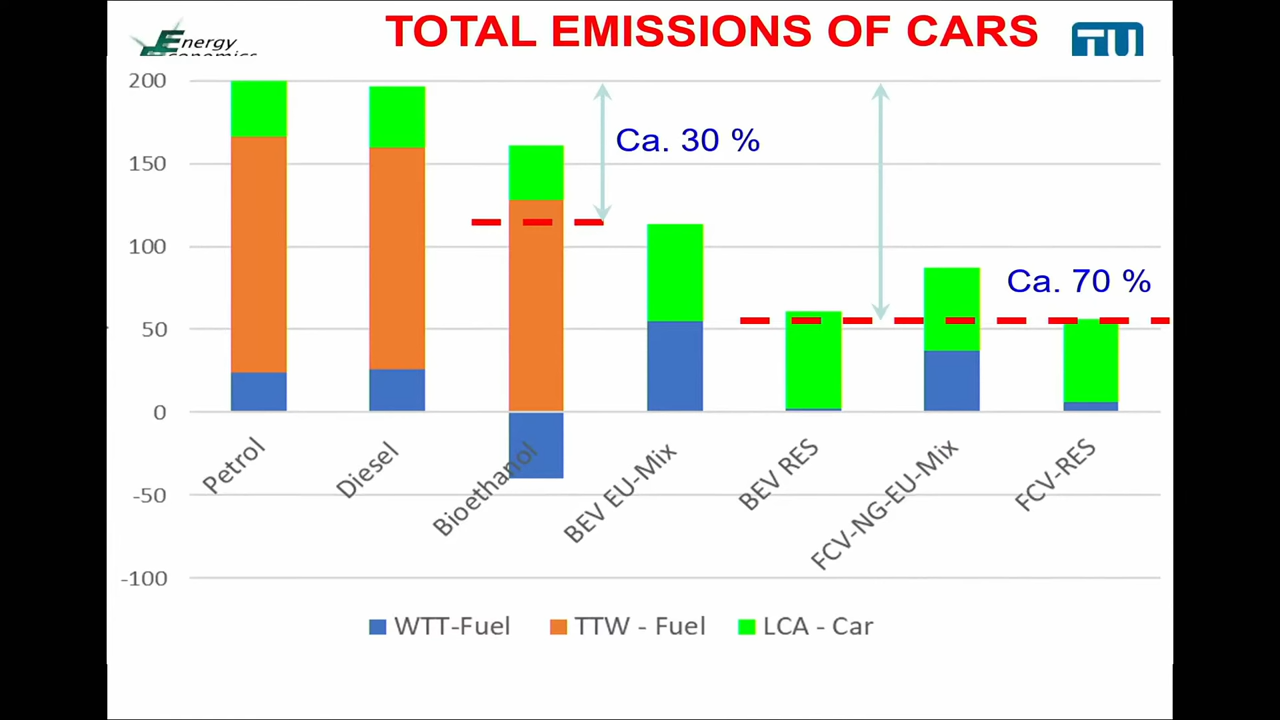 TOTAL EMISSIONS OF CARS
Energy
Economics
TU
200
150
100
50
0
-50
-100
Ca. 30 %
Ca. 70 %
Petrol
Diesel
Bioethanol
BEV EU-Mix
BEV RES
FCV-NG-EU-Mix
FCV-RES
WTT-Fuel
TTW - Fuel
LCA - Car